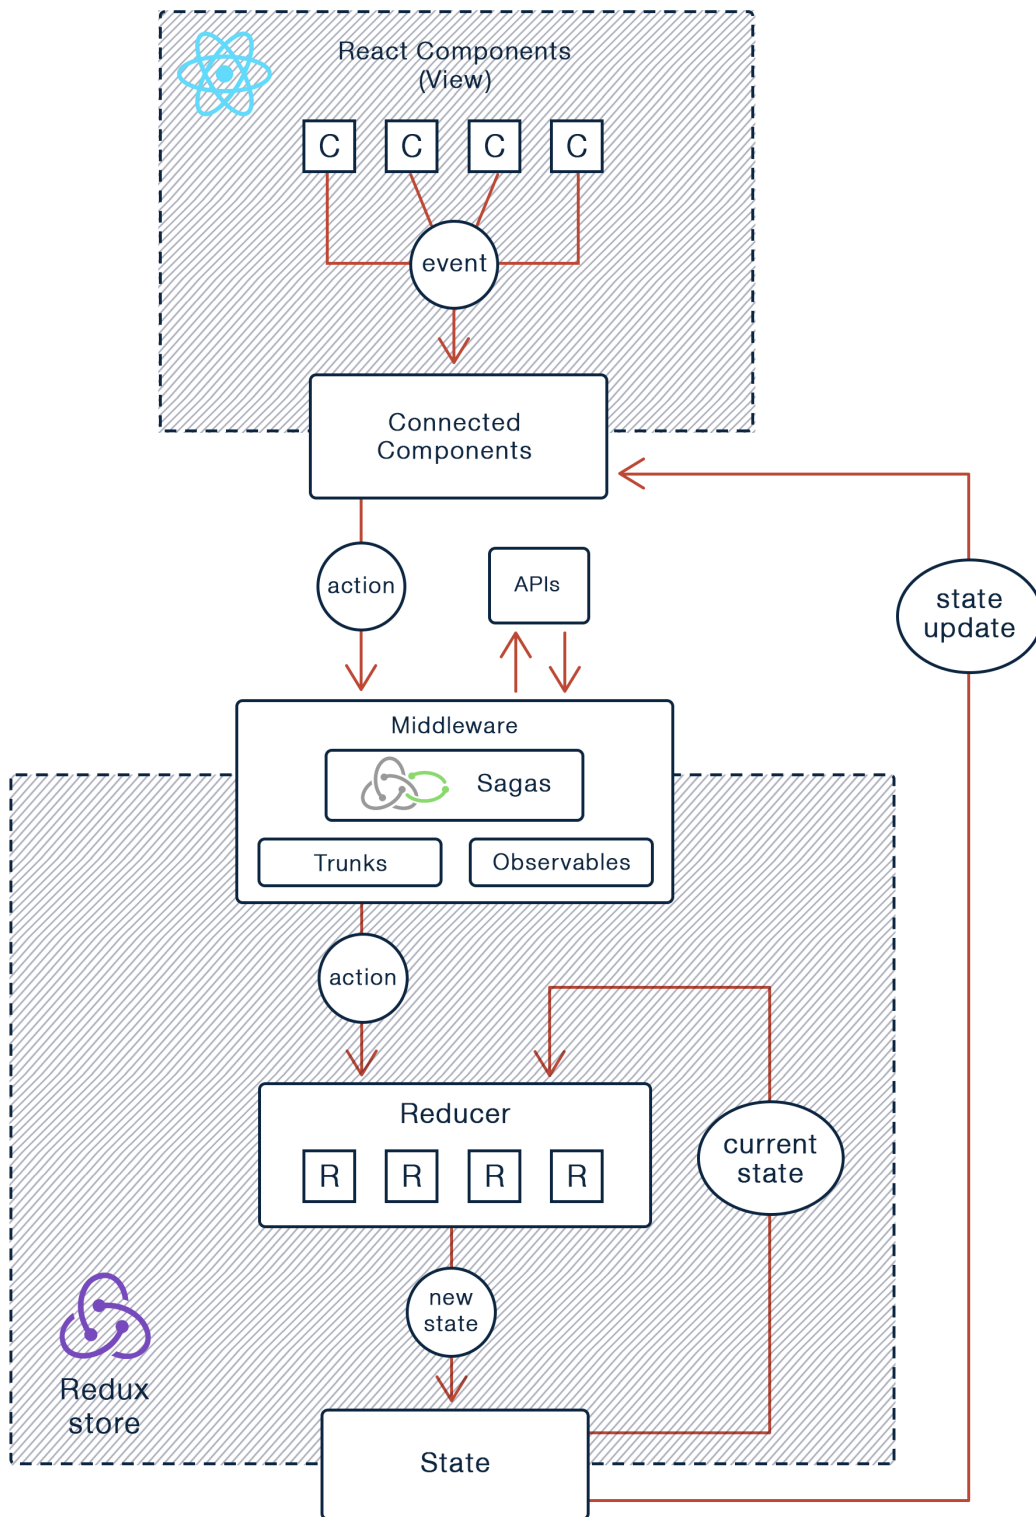 React Components
(View)
C C C C
event
Connected
Components
action
APIs
state
update
Middleware
Sagas
Trunks
Observables
action
Reducer
R R R R
current
state
new
state
Redux
store
State